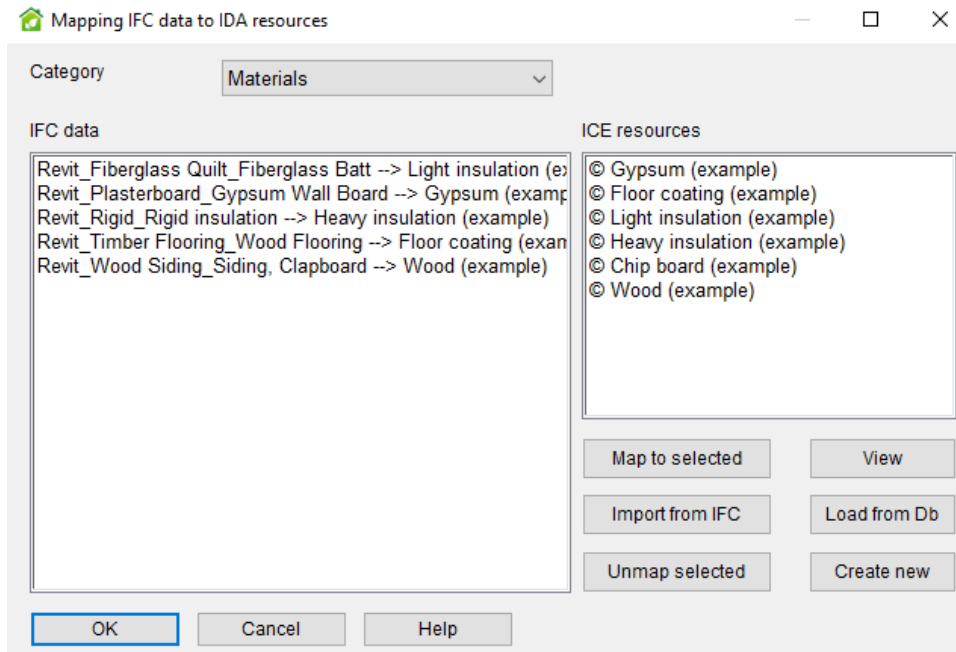 Mapping IFC data to IDA resources
Category
Materials
IFC data
Revit_Fiberglass Quilt_Fiberglass Batt --> Light insulation (ex
Revit_Plasterboard_Gypsum Wall Board --> Gypsum (examp
Revit_Rigid_Rigid insulation --> Heavy insulation (example)
Revit_Timber Flooring_Wood Flooring --> Floor coating (exam
Revit_Wood Siding_Siding, Clapboard --> Wood (example)
ICE resources
© Gypsum (example)
© Floor coating (example)
© Light insulation (example)
© Heavy insulation (example)
© Chip board (example)
© Wood (example)
Map to selected
View
Import from IFC
Load from Db
Unmap selected
Create new
OK
Cancel
Help